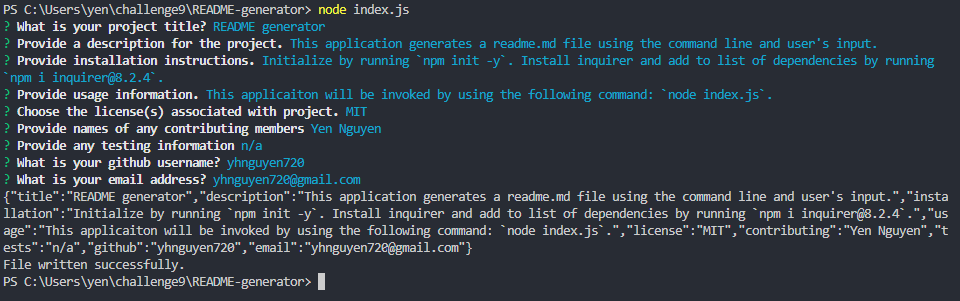 PS C:\Users\yen\challenge9\README-generator> node index.js
? What is your project title? README generator
? Provide a description for the project. This application generates a readme.md file using the command line and user's input.
? Provide installation instructions. Initialize by running `npm init -y`. Install inquirer and add to list of dependencies by running
`npm i inquirer@8.2.4`.
? Provide usage information. This applicaiton will be invoked by using the following command: `node index.js`.
? Choose the license(s) associated with project. MIT
? Provide names of any contributing members Yen Nguyen
? Provide any testing information n/a
? What is your github username? yhnguyen720
? What is your email address? yhnguyen720@gmail.com
{"title":"README generator","description":"This application generates a readme.md file using the command line and user's input.","insta
llation":"Initialize by running `npm init -y`. Install inquirer and add to list of dependencies by running `npm i inquirer@8.2.4`.","us
age":"This applicaiton will be invoked by using the following command: `node index.js`.","license":"MIT","contributing":"Yen Nguyen","t
ests":"n/a","github":"yhnguyen720","email":"yhnguyen720@gmail.com"}
File written successfully.
PS C:\Users\yen\challenge9\README-generator>